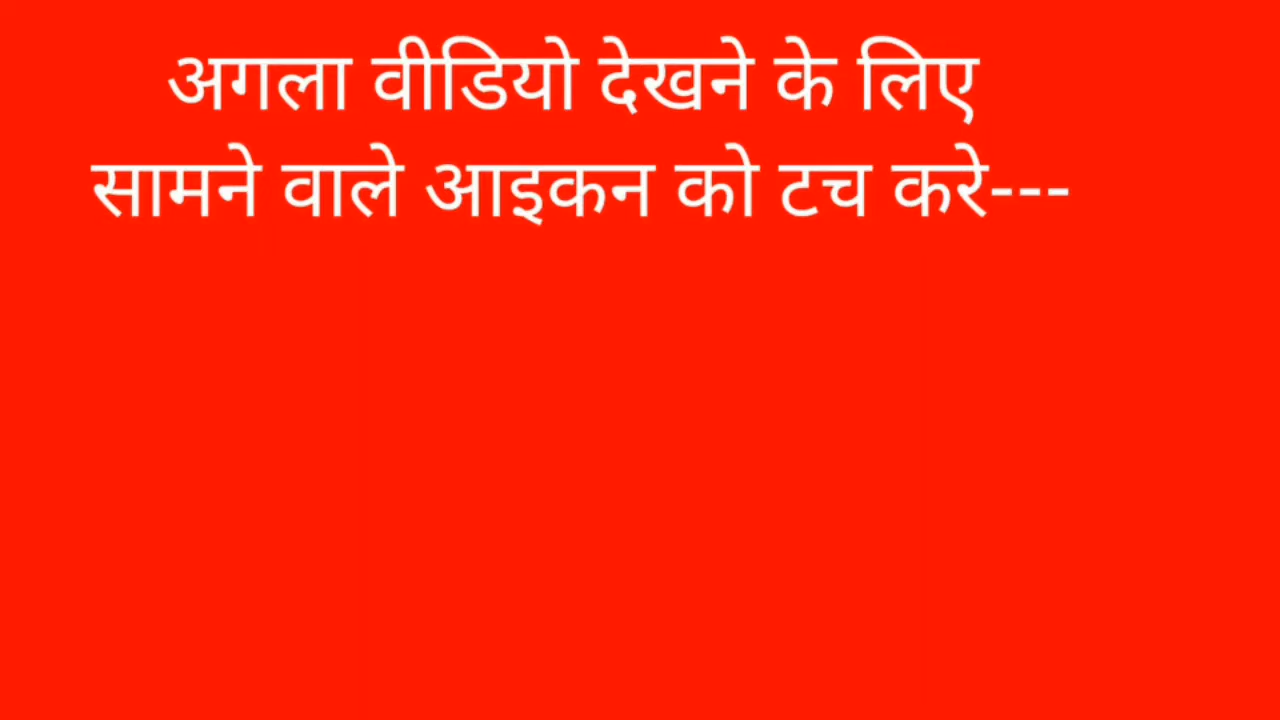 अगला वीडियो देखने के लिए
सामने वाले आइकन को टच करे---